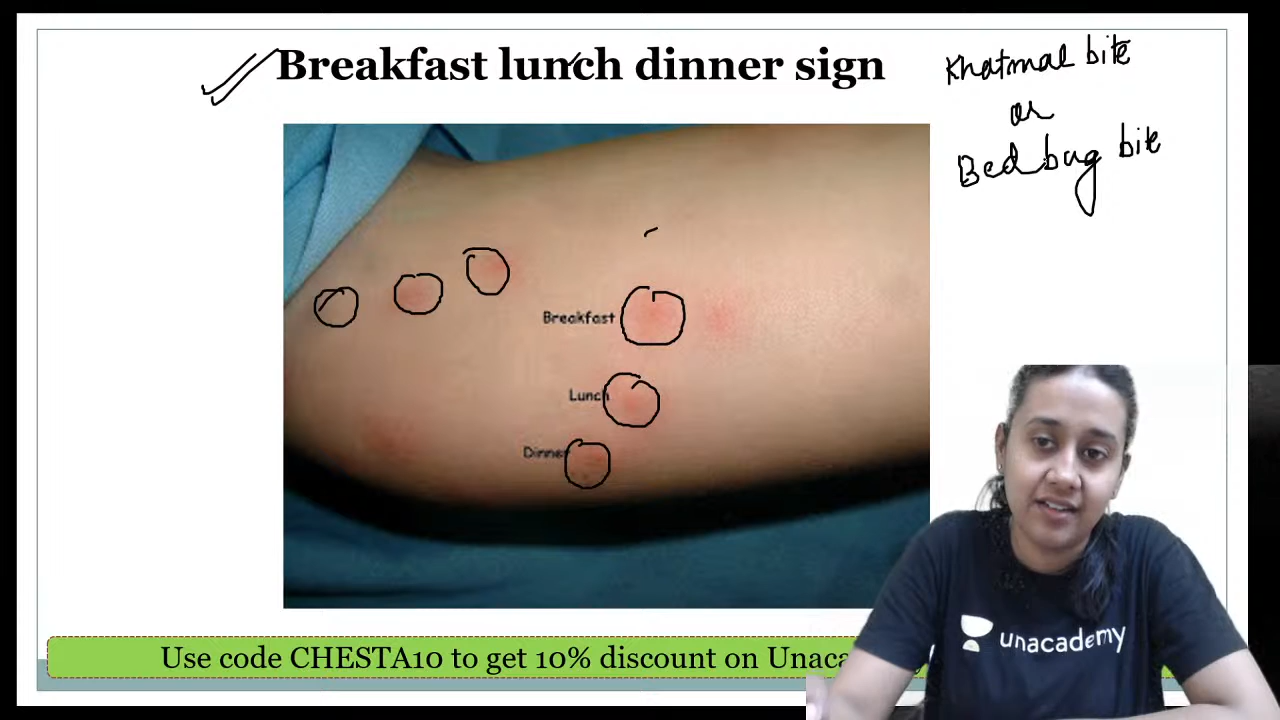 Breakfast lunch dinner sign
Khatmal bite
or
Bed bug bite
Breakfast
Lunch
Dinner
unacademy
Use code CHESTA10 to get 10% discount on Unaca